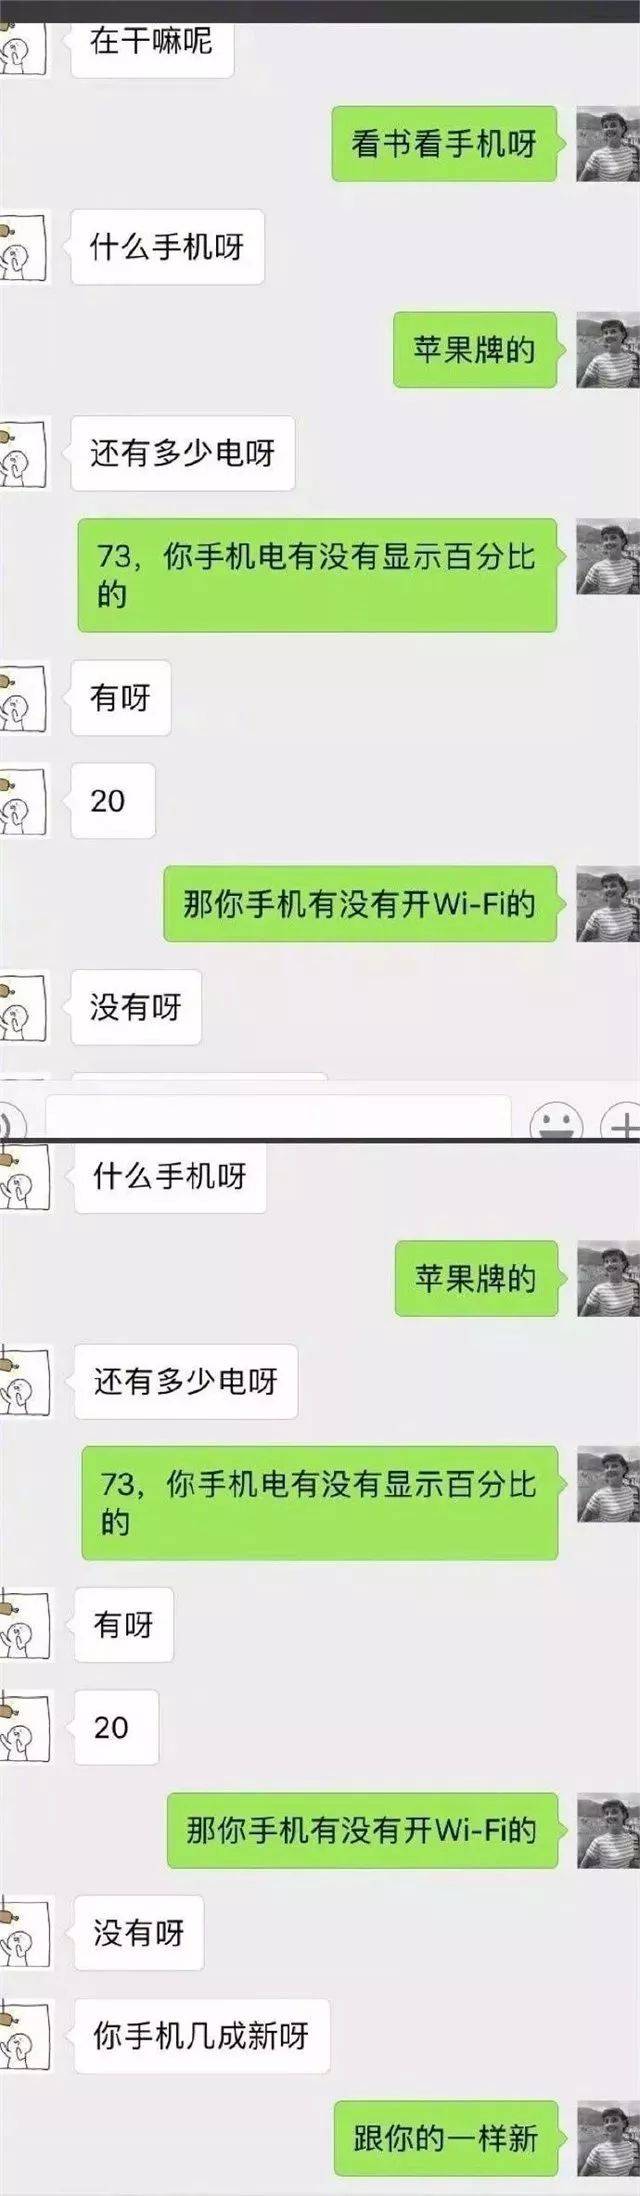 在干嘛呢
看书看手机呀
什么手机呀
苹果牌的
还有多少电呀
73，你手机电有没有显示百分比
的
有呀
20
那你手机有没有开Wi-Fi的
没有呀
什么手机呀
苹果牌的
还有多少电呀
73，你手机电有没有显示百分比
的
有呀
20
那你手机有没有开Wi-Fi的
没有呀
你手机几成新呀
跟你的一样新